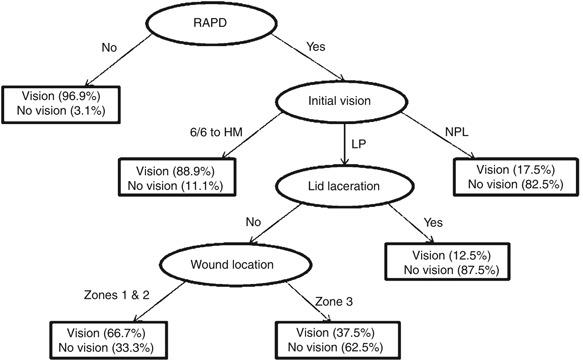 RAPD
No
Yes
Vision (96.9%)
No vision (3.1%)
Initial vision
6/6 to HM
LP
NPL
Vision (88.9%)
No vision (11.1%)
Vision (17.5%)
No vision (82.5%)
Lid laceration
No
Yes
Vision (12.5%)
No vision (87.5%)
Wound location
Zones 1 & 2
Zone 3
Vision (66.7%)
No vision (33.3%)
Vision (37.5%)
No vision (62.5%)